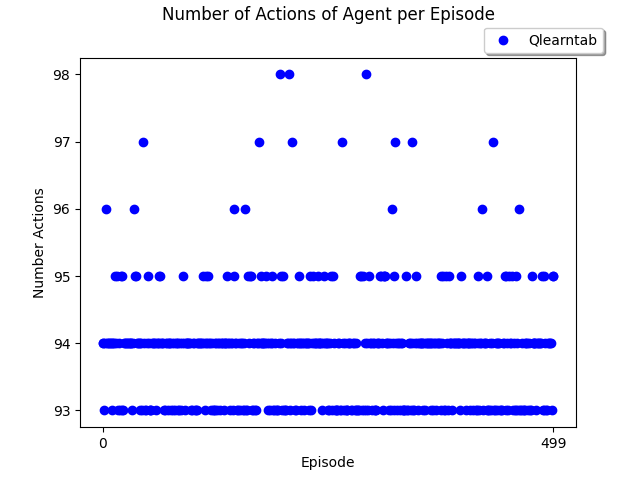 Number of Actions of Agent per Episode
Qlearntab
98
97
96
95
94
93
Number Actions
0
499
Episode